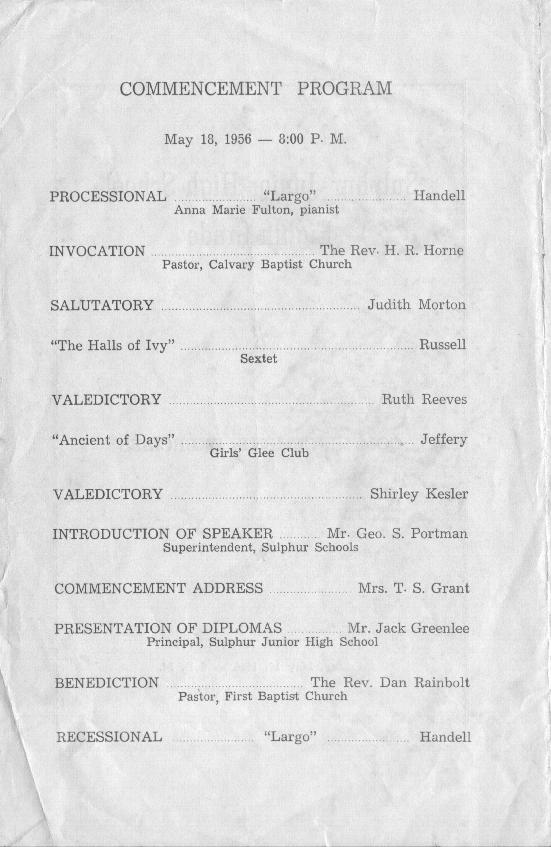 COMMENCEMENT PROGRAM
May 18, 1956 — 8:00 P. M.
PROCESSIONAL .................... "Largo" .................... Handell
Anna Marie Fulton, pianist
INVOCATION .................... The Rev. H. R. Horne
Pastor, Calvary Baptist Church
SALUTATORY .................... Judith Morton
"The Halls of Ivy" .................... Russell
Sextet
VALEDICTORY .................... Ruth Reeves
"Ancient of Days" .................... Jeffery
Girls' Glee Club
VALEDICTORY .................... Shirley Kesler
INTRODUCTION OF SPEAKER .......... Mr. Geo. S. Portman
Superintendent, Sulphur Schools
COMMENCEMENT ADDRESS .................... Mrs. T. S. Grant
PRESENTATION OF DIPLOMAS .............. Mr. Jack Greenlee
Principal, Sulphur Junior High School
BENEDICTION .................... The Rev. Dan Rainbolt
Pastor, First Baptist Church
RECESSIONAL .................... "Largo" .................... Handell